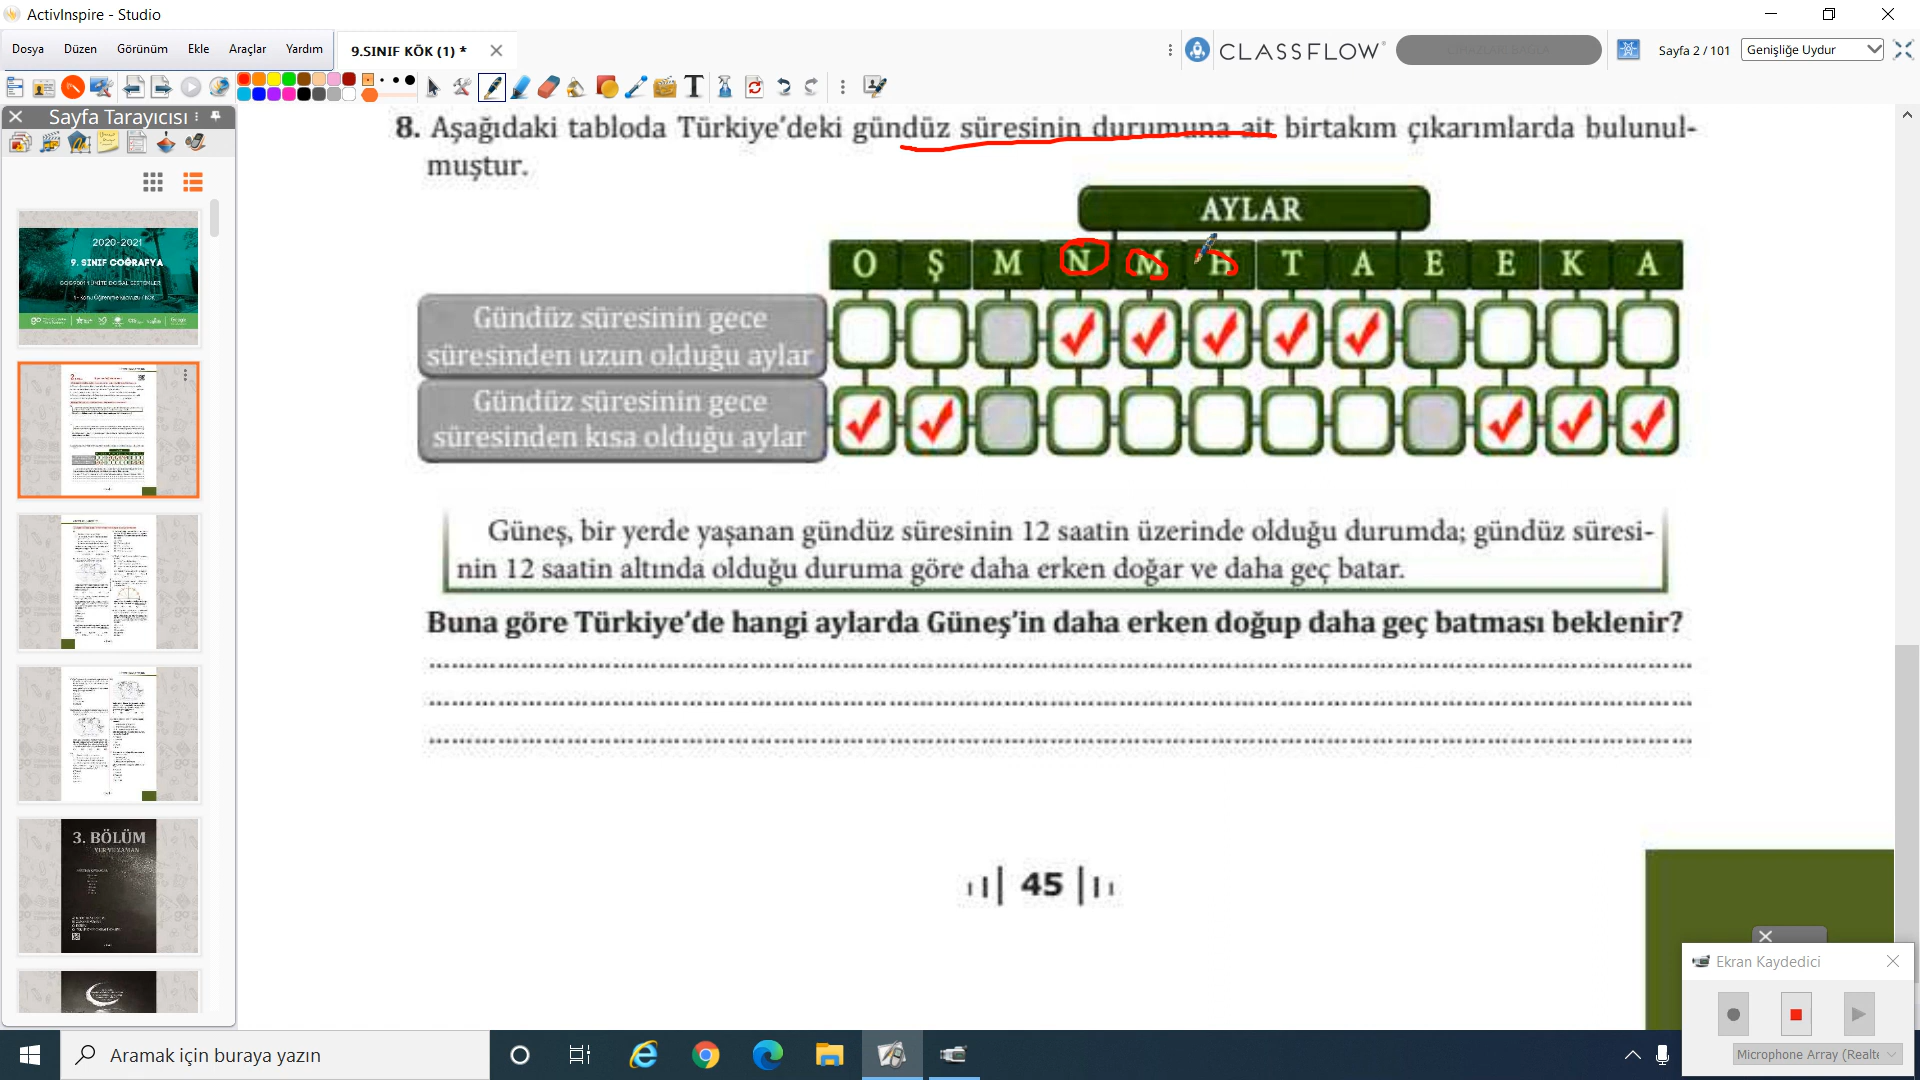 ActivInspire - Studio
Dosya Düzen Görünüm Ekle Araçlar Yardım
9.SINIF KÖK (1) *
CLASSFLOW
Sayfa 2 / 101
Genişliğe Uydur
Sayfa Tarayıcısı
2020-2021
9. SINIF COĞRAFYA
3. BÖLÜM
8. Aşağıdaki tabloda Türkiye'deki gündüz süresinin durumuna ait birtakım çıkarımlarda bulunul-
muştur.
AYLAR
O Ş M N M H T A E E K A
Gündüz süresinin gece
süresinden uzun olduğu aylar
Gündüz süresinin gece
süresinden kısa olduğu aylar
Güneş, bir yerde yaşanan gündüz süresinin 12 saatin üzerinde olduğu durumda; gündüz süresi-
nin 12 saatin altında olduğu duruma göre daha erken doğar ve daha geç batar.
Buna göre Türkiye'de hangi aylarda Güneş'in daha erken doğup daha geç batması beklenir?
45
Ekran Kaydedici
Microphone Array (Realte
Aramak için buraya yazın